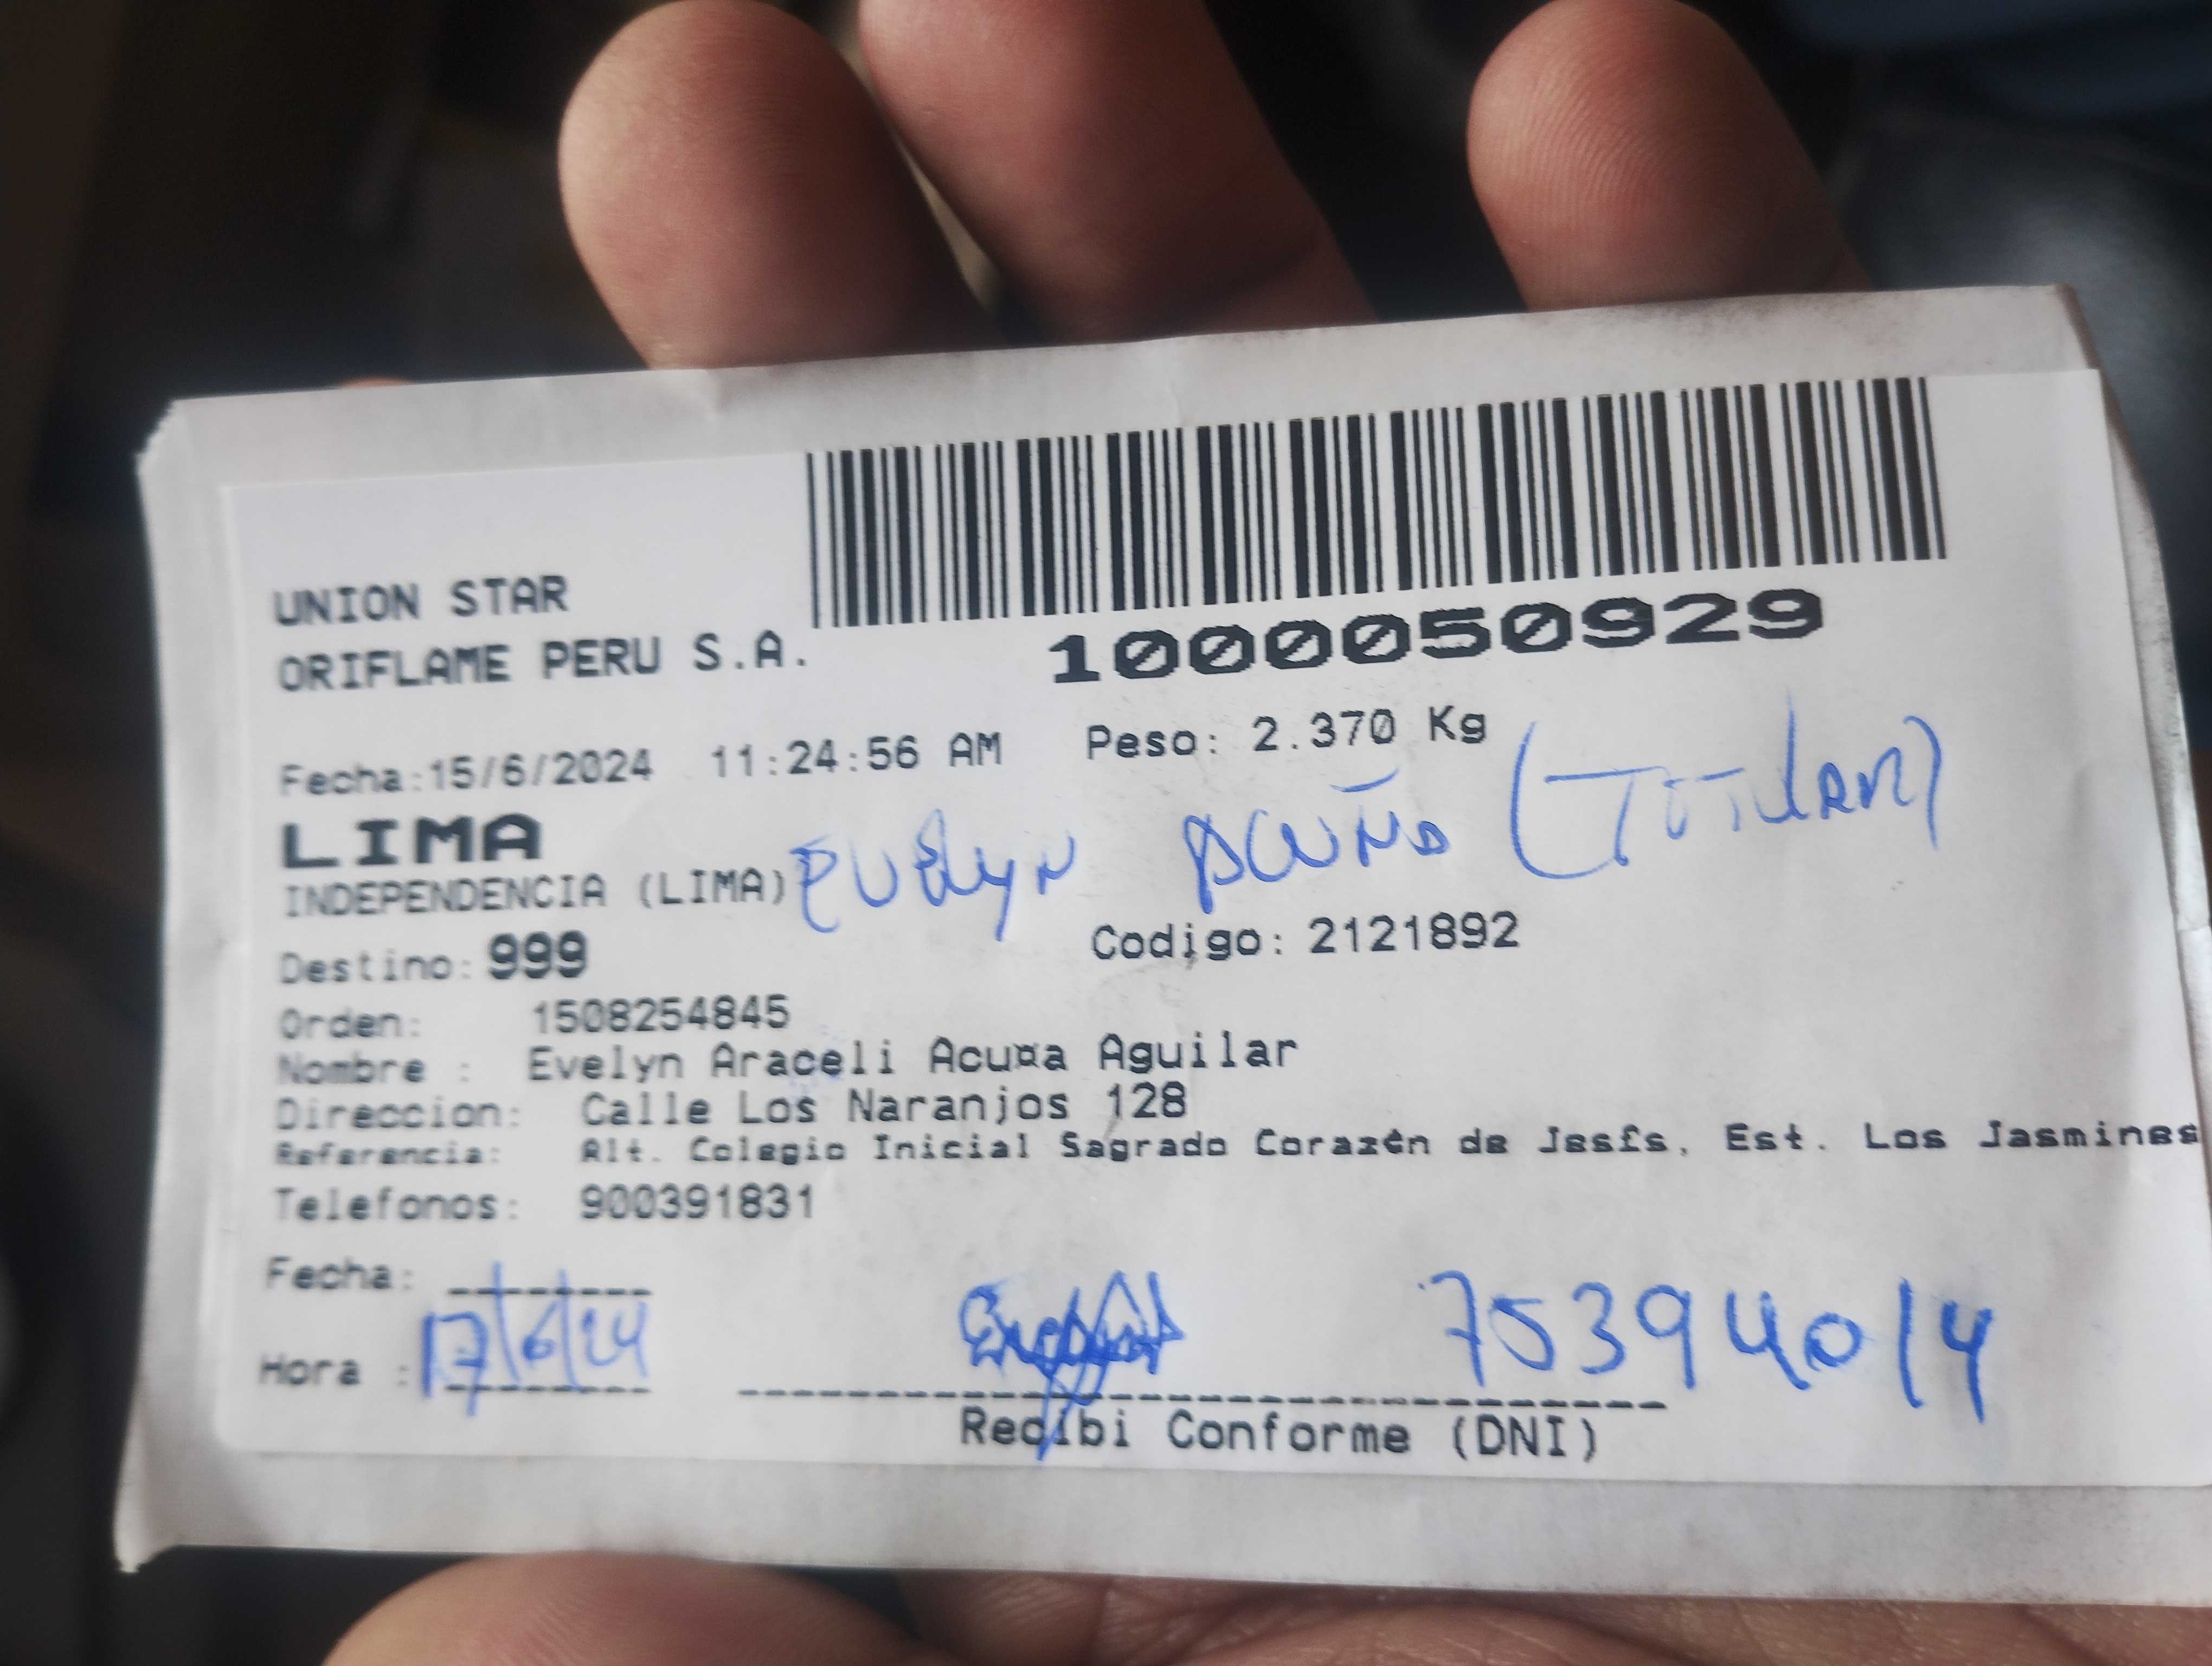 UNION STAR
ORIFLAME PERU S.A.
1000050929
Fecha:15/6/2024 11:24:56 AM Peso: 2.370 Kg
LIMA
Evelyn Acuña (Titular)
INDEPENDENCIA (LIMA)
Destino: 999 Codigo: 2121892
Orden: 1508254845
Nombre : Evelyn Araceli Acu¤a Aguilar
Direccion: Calle Los Naranjos 128
Referencia: Alt. Colegio Inicial Sagrado Coraz¢n de Jes£s, Est. Los Jasmines
Telefonos: 900391831
Fecha: 17/6/24
75394014
Hora :
Recibi Conforme (DNI)